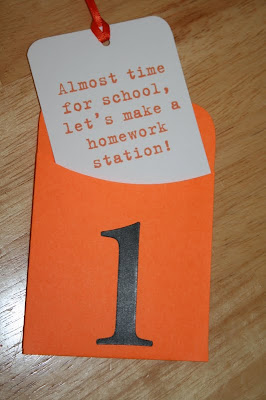 Almost time
for school,
let's make a
homework
station!
1